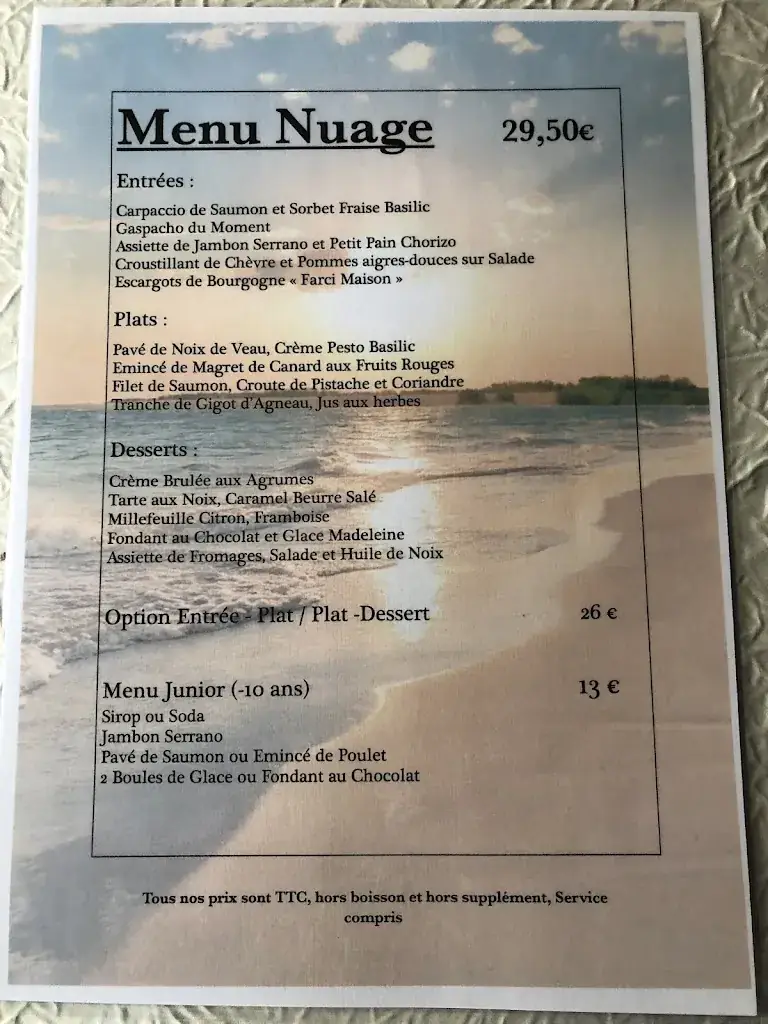 Menu Nuage 29,50€
Entrées :
Carpaccio de Saumon et Sorbet Fraise Basilic
Gaspacho du Moment
Assiette de Jambon Serrano et Petit Pain Chorizo
Croustillant de Chèvre et Pommes aigres-douces sur Salade
Escargots de Bourgogne « Farci Maison »
Plats :
Pavé de Noix de Veau, Crème Pesto Basilic
Emincé de Magret de Canard aux Fruits Rouges
Filet de Saumon, Croute de Pistache et Coriandre
Tranche de Gigot d'Agneau, Jus aux herbes
Desserts :
Crème Brulée aux Agrumes
Tarte aux Noix, Caramel Beurre Salé
Millefeuille Citron, Framboise
Fondant au Chocolat et Glace Madeleine
Assiette de Fromages, Salade et Huile de Noix
Option Entrée - Plat / Plat -Dessert 26 €
Menu Junior (-10 ans) 13 €
Sirop ou Soda
Jambon Serrano
Pavé de Saumon ou Emincé de Poulet
2 Boules de Glace ou Fondant au Chocolat
Tous nos prix sont TTC, hors boisson et hors supplément, Service
compris